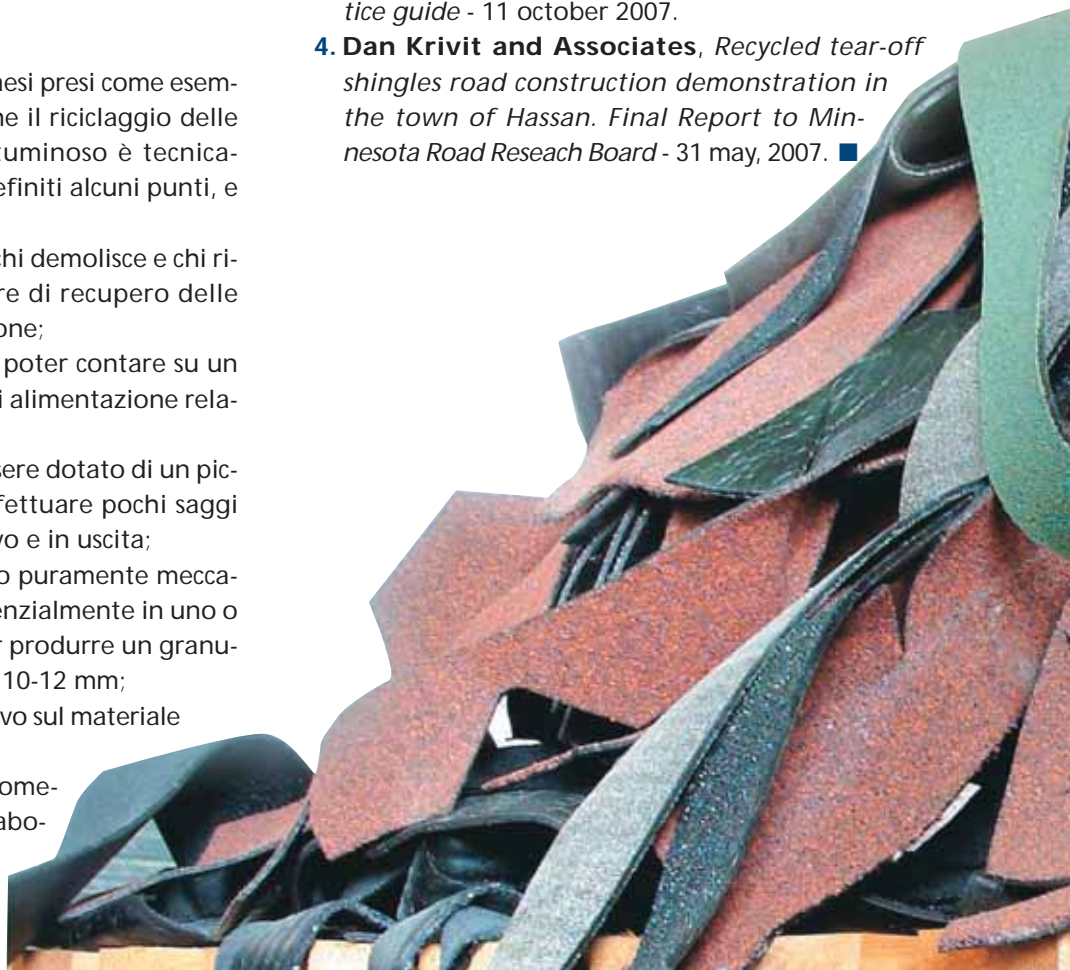 nesi presi come esem-
ne il riciclaggio delle
tuminoso è tecnica-
efiniti alcuni punti, e
chi demolisce e chi ri-
re di recupero delle
one;
poter contare su un
i alimentazione rela-
sere dotato di un pic-
fettuare pochi saggi
vo e in uscita;
o puramente mecca-
enzialmente in uno o
r produrre un granu-
10-12 mm;
vo sul materiale
ome-
abo-
tice guide - 11 october 2007.
4. Dan Krivit and Associates, Recycled tear-off
shingles road construction demonstration in
the town of Hassan. Final Report to Min-
nesota Road Reseach Board - 31 may, 2007. ■